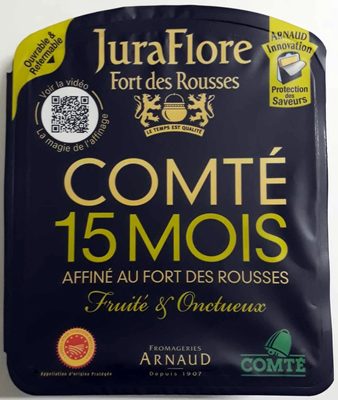 Ouvrable &
Refermable
JuraFlore
Fort des Rousses
ARNAUD
Innovation
Protection
des
Saveurs
Voir la vidéo
La magie de l'affinage
LE TEMPS EST QUALITÉ
COMTÉ
15 MOIS
AFFINÉ AU FORT DES ROUSSES
Fruité & Onctueux
Appellation d'origine Protégée
FROMAGERIES
ARNAUD
Depuis 1907
COMTÉ